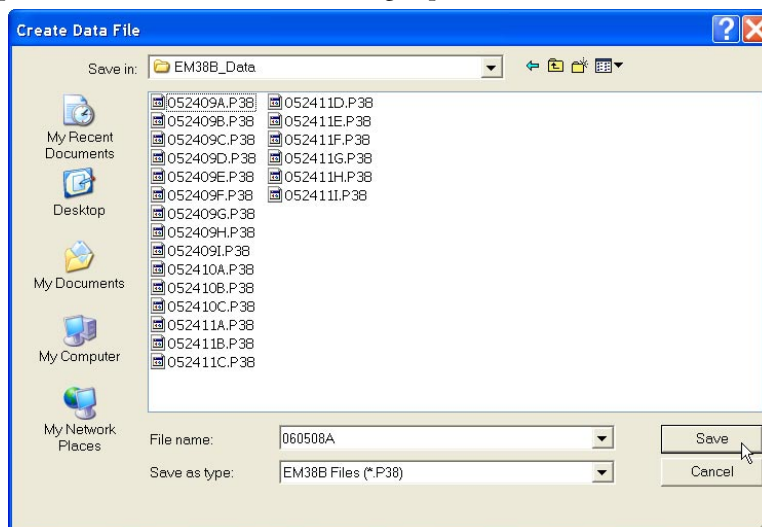 Create Data File
Save in: EM38B_Data
052409A.P38 052411D.P38
052409B.P38 052411E.P38
052409C.P38 052411F.P38
052409D.P38 052411G.P38
052409E.P38 052411H.P38
052409F.P38 052411I.P38
052409G.P38
052409H.P38
052409I.P38
052410A.P38
052410B.P38
052410C.P38
052411A.P38
052411B.P38
052411C.P38
My Recent
Documents
Desktop
My Documents
My Computer
My Network
Places
File name: 060508A Save
Save as type: EM38B Files (*.P38) Cancel